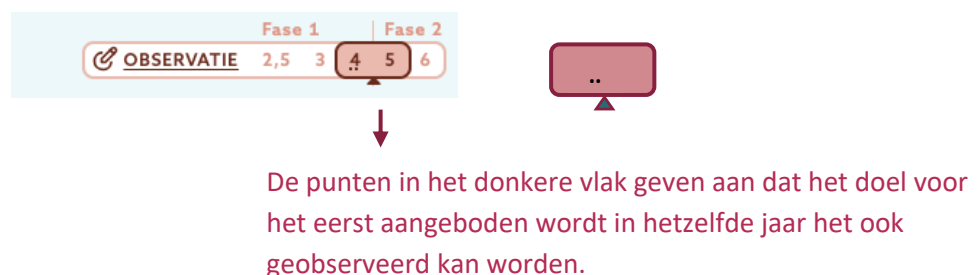 Fase 1 Fase 2
OBSERVATIE 2,5 3 4 5 6
..
De punten in het donkere vlak geven aan dat het doel voor
het eerst aangeboden wordt in hetzelfde jaar het ook
geobserveerd kan worden.